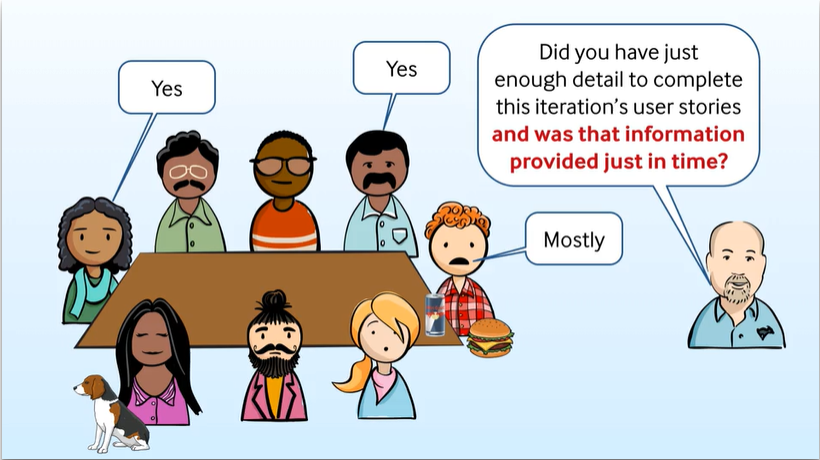 Yes
Yes
Did you have just
enough detail to complete
this iteration's user stories
and was that information
provided just in time?
Mostly